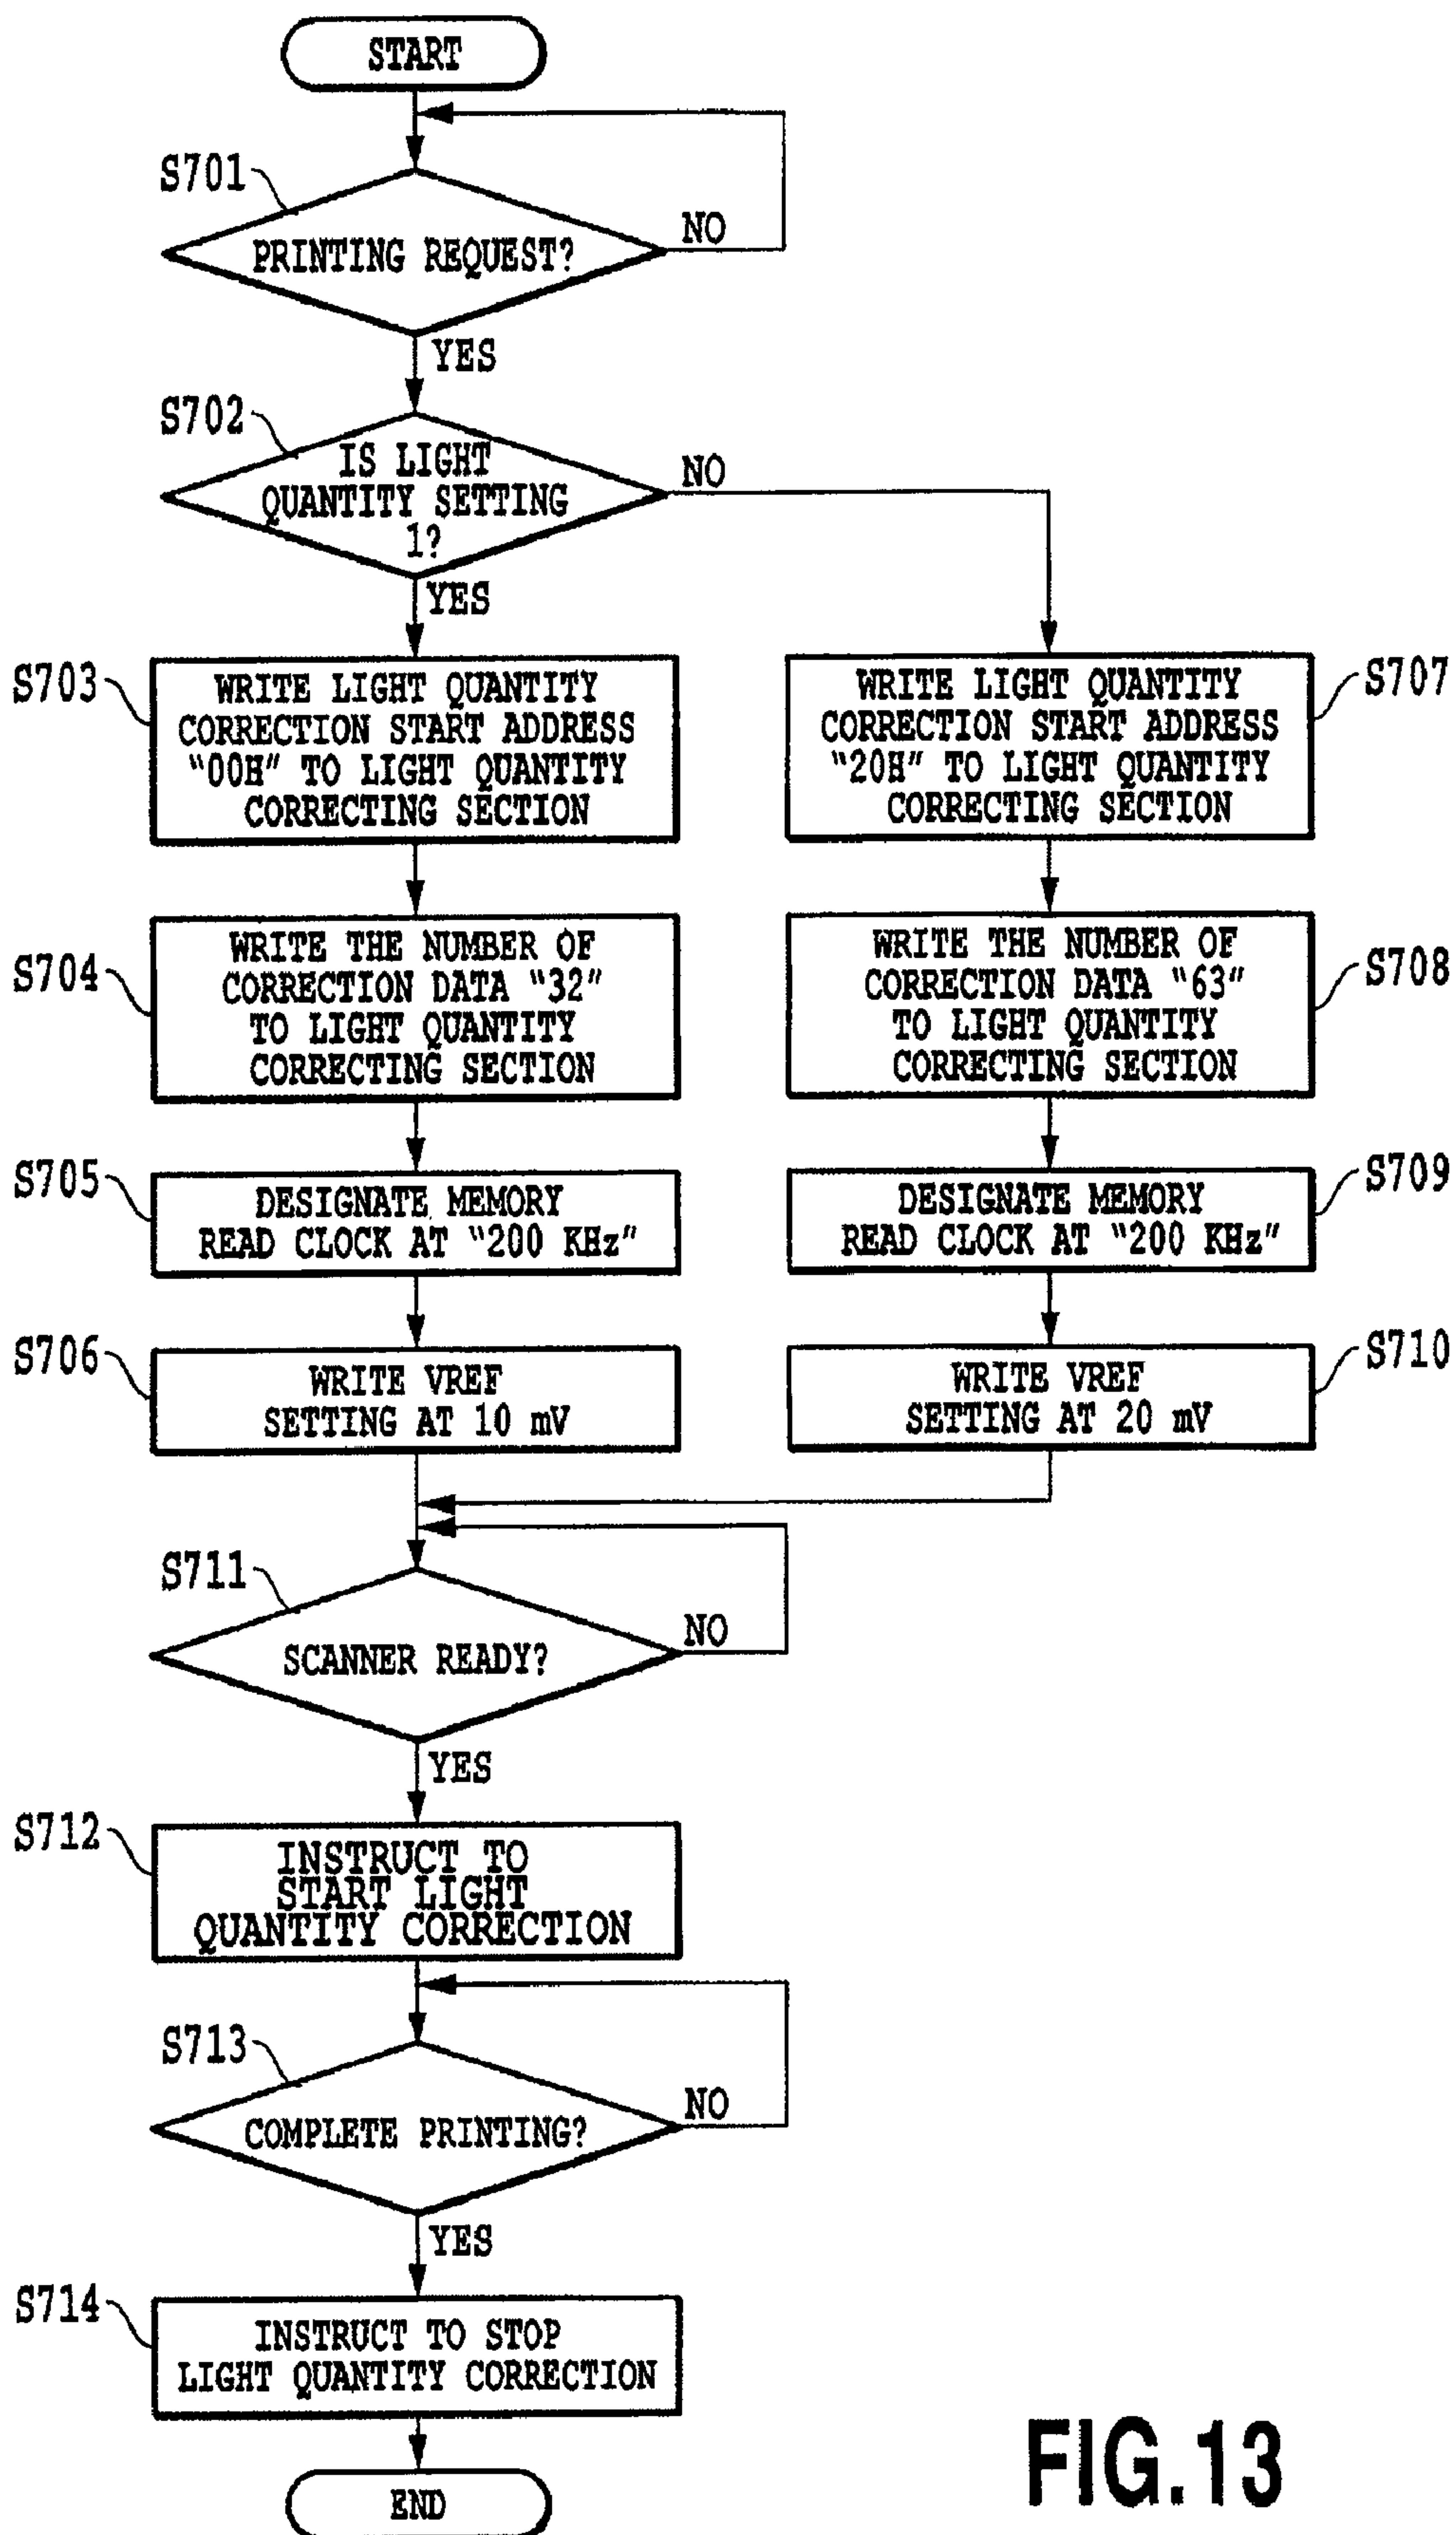 START
S701
PRINTING REQUEST?
NO
YES
S702
IS LIGHT
QUANTITY SETTING
1?
NO
YES
S703
WRITE LIGHT QUANTITY
CORRECTION START ADDRESS
"00H" TO LIGHT QUANTITY
CORRECTING SECTION
S707
WRITE LIGHT QUANTITY
CORRECTION START ADDRESS
"20H" TO LIGHT QUANTITY
CORRECTING SECTION
S704
WRITE THE NUMBER OF
CORRECTION DATA "32"
TO LIGHT QUANTITY
CORRECTING SECTION
S708
WRITE THE NUMBER OF
CORRECTION DATA "63"
TO LIGHT QUANTITY
CORRECTING SECTION
S705
DESIGNATE MEMORY
READ CLOCK AT "200 KHz"
S709
DESIGNATE MEMORY
READ CLOCK AT "200 KHz"
S706
WRITE VREF
SETTING AT 10 mV
S710
WRITE VREF
SETTING AT 20 mV
S711
SCANNER READY?
NO
YES
S712
INSTRUCT TO
START LIGHT
QUANTITY CORRECTION
S713
COMPLETE PRINTING?
NO
YES
S714
INSTRUCT TO STOP
LIGHT QUANTITY CORRECTION
END
FIG.13